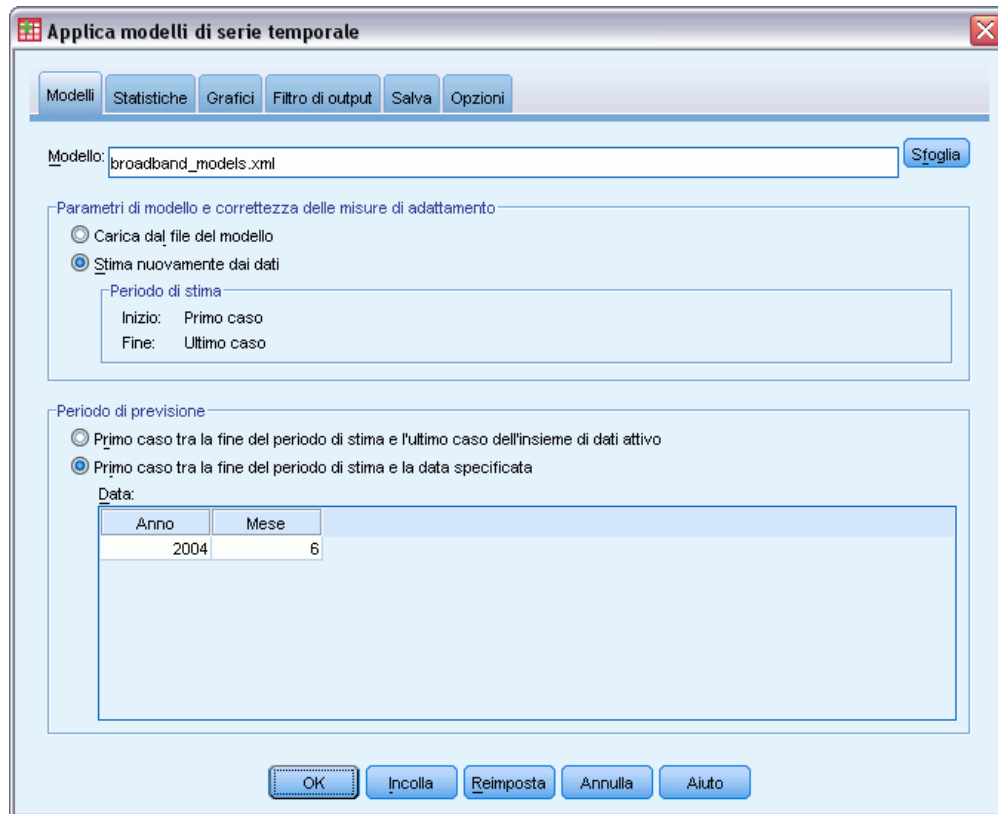 Applica modelli di serie temporale
Modelli Statistiche Grafici Filtro di output Salva Opzioni
Modello: broadband_models.xml Sfoglia
Parametri di modello e correttezza delle misure di adattamento
Carica dal file del modello
Stima nuovamente dai dati
Periodo di stima
Inizio: Primo caso
Fine: Ultimo caso
Periodo di previsione
Primo caso tra la fine del periodo di stima e l'ultimo caso dell'insieme di dati attivo
Primo caso tra la fine del periodo di stima e la data specificata
Data:
Anno Mese
2004 6
OK Incolla Reimposta Annulla Aiuto